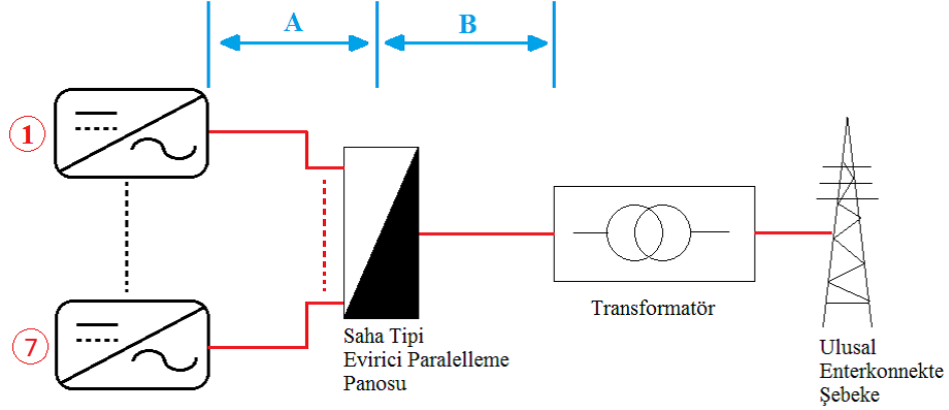 A
B
1
7
Saha Tipi
Evirici Paralelleme
Panosu
Transformatör
Ulusal
Enterkonnekte
Şebeke